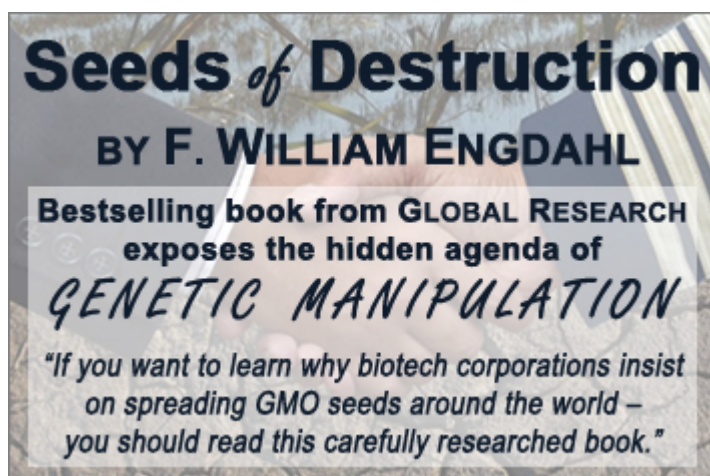 Seeds of Destruction
BY F. WILLIAM ENGDAHL
Bestselling book from GLOBAL RESEARCH
exposes the hidden agenda of
GENETIC MANIPULATION
“If you want to learn why biotech corporations insist
on spreading GMO seeds around the world –
you should read this carefully researched book.”